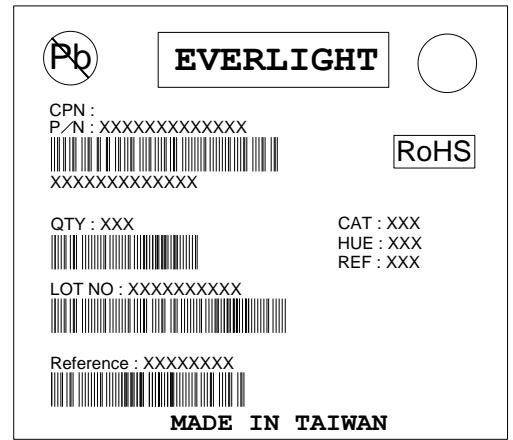 Pb
EVERLIGHT
CPN :
P/N : XXXXXXXXXXXXX
RoHS
XXXXXXXXXXXXX
QTY : XXX
CAT : XXX
HUE : XXX
REF : XXX
LOT NO : XXXXXXXXXX
Reference : XXXXXXXX
MADE IN TAIWAN